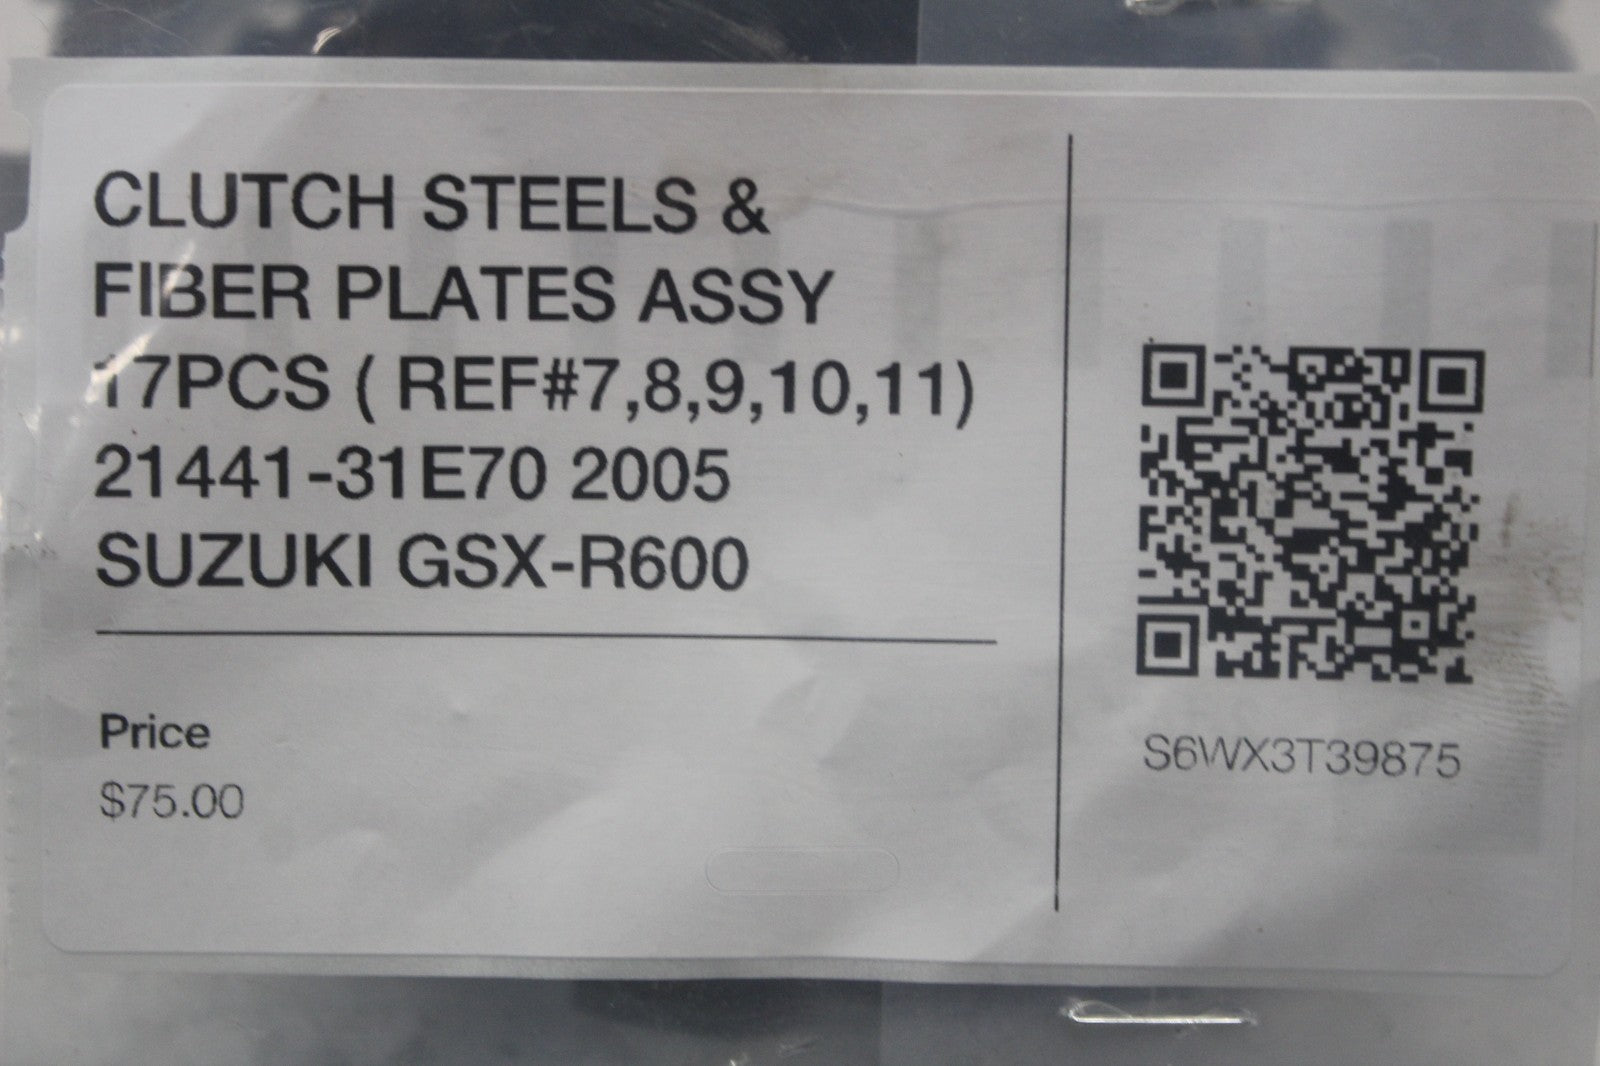 CLUTCH STEELS &
FIBER PLATES ASSY
17PCS ( REF#7,8,9,10,11)
21441-31E70 2005
SUZUKI GSX-R600
Price
$75.00
S6WX3T39875